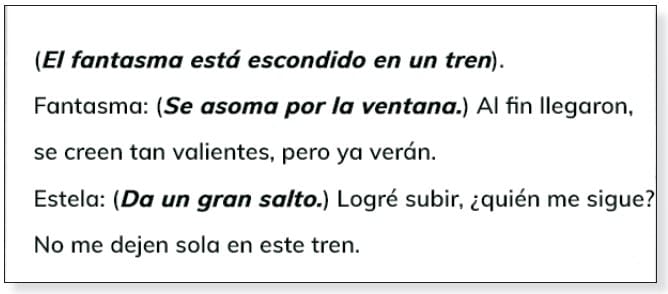 (El fantasma está escondido en un tren).
Fantasma: (Se asoma por la ventana.) Al fin llegaron,
se creen tan valientes, pero ya verán.
Estela: (Da un gran salto.) Logré subir, ¿quién me sigue?
No me dejen sola en este tren.